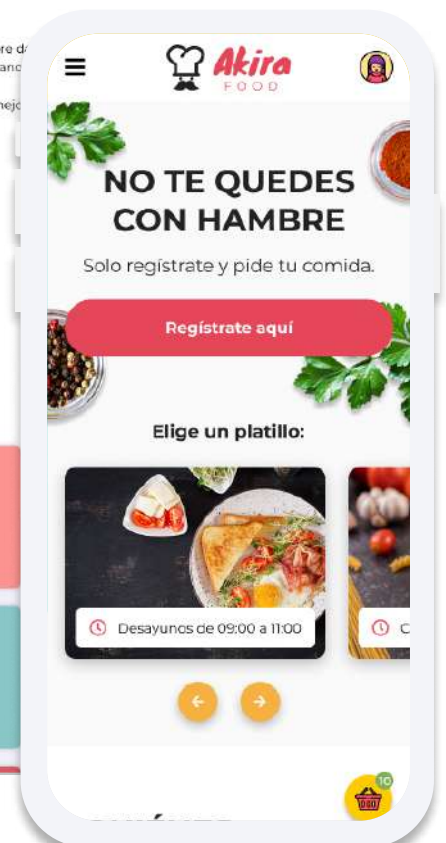 Akira
FOOD
NO TE QUEDES
CON HAMBRE
Solo regístrate y pide tu comida.
Regístrate aquí
Elige un platillo:
Desayunos de 09:00 a 11:00
C
10